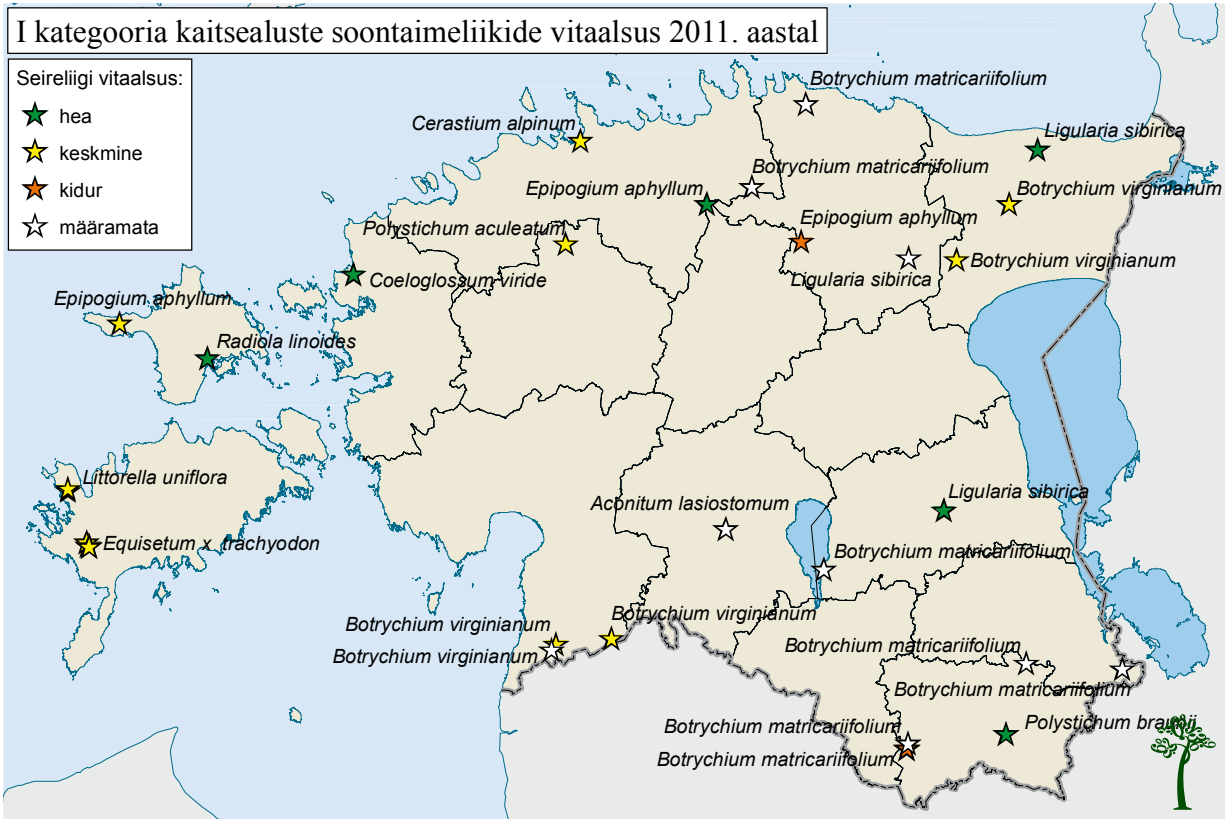 I kategooria kaitsealuste soontaimeliikide vitaalsus 2011. aastal
Seireliigi vitaalsus:
hea
keskmine
kidur
määramata
Botrychium matricariifolium
Cerastium alpinum
Ligularia sibirica
Botrychium matricariifolium
Epipogium aphyllum
Botrychium virginianum
Epipogium aphyllum
Polystichum aculeatum
Botrychium virginianum
Coeloglossum viride
Ligularia sibirica
Epipogium aphyllum
Radiola linoides
Littorella uniflora
Ligularia sibirica
Aconitum lasiostomum
Equisetum x trachyodon
Botrychium matricariifolium
Botrychium virginianum
Botrychium virginianum
Botrychium virginianum
Botrychium matricariifolium
Botrychium matricariifolium
Botrychium matricariifolium
Polystichum braunii
Botrychium matricariifolium